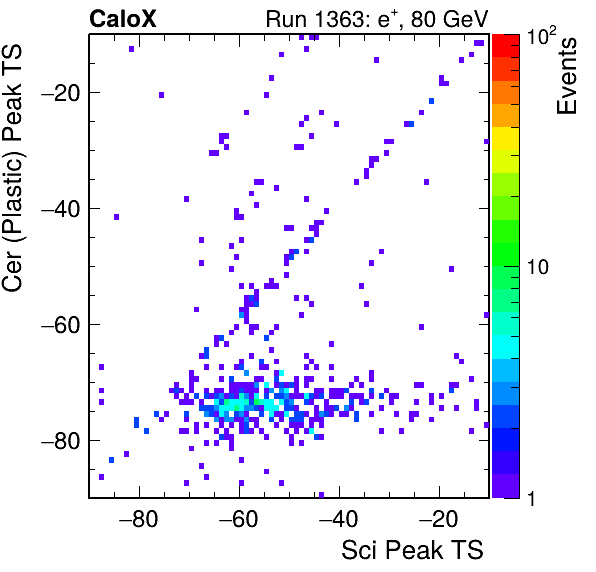 CaloX Run 1363: e⁺, 80 GeV
Cer (Plastic) Peak TS
−20
−40
−60
−80
−80 −60 −40 −20
Sci Peak TS
10²
10
1
Events